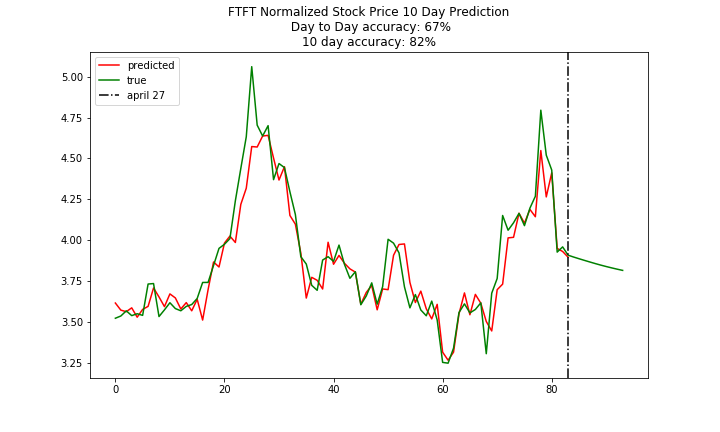 FTFT Normalized Stock Price 10 Day Prediction
Day to Day accuracy: 67%
10 day accuracy: 82%
predicted
true
april 27
5.00
4.75
4.50
4.25
4.00
3.75
3.50
3.25
0 20 40 60 80